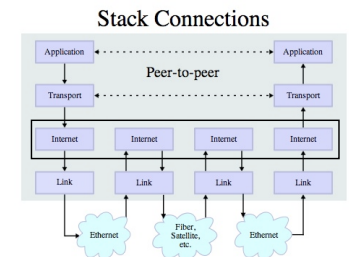 Stack Connections
Application
Application
Peer-to-peer
Transport
Transport
Internet
Internet
Internet
Internet
Link
Link
Link
Link
Ethernet
Fiber,
Satellite,
etc.
Ethernet